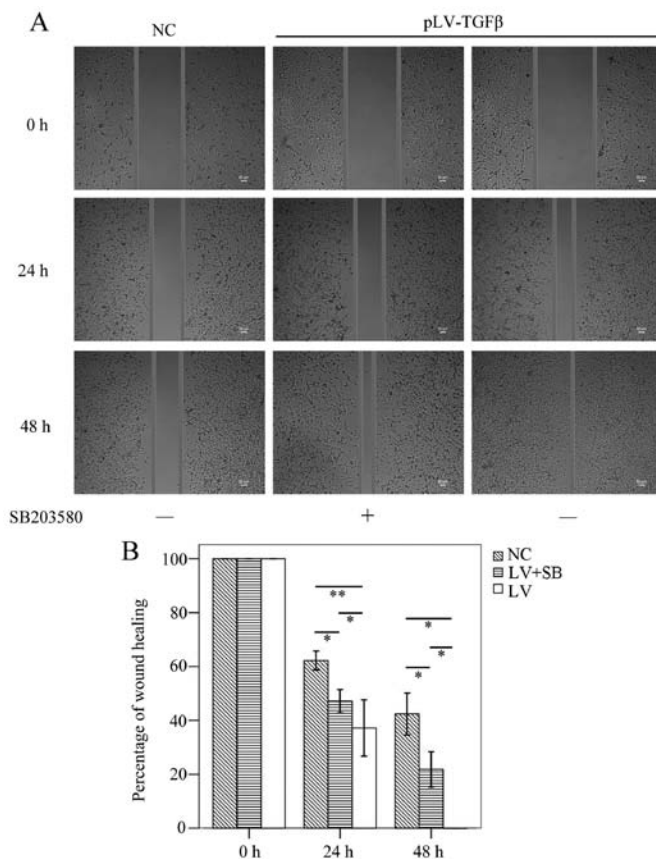 A
NC
pLV-TGFβ
0 h
24 h
48 h
SB203580
—
+
—
B
NC
LV+SB
LV
Percentage of wound healing
100
80
60
40
20
0
**
*
*
*
*
*
0 h
24 h
48 h